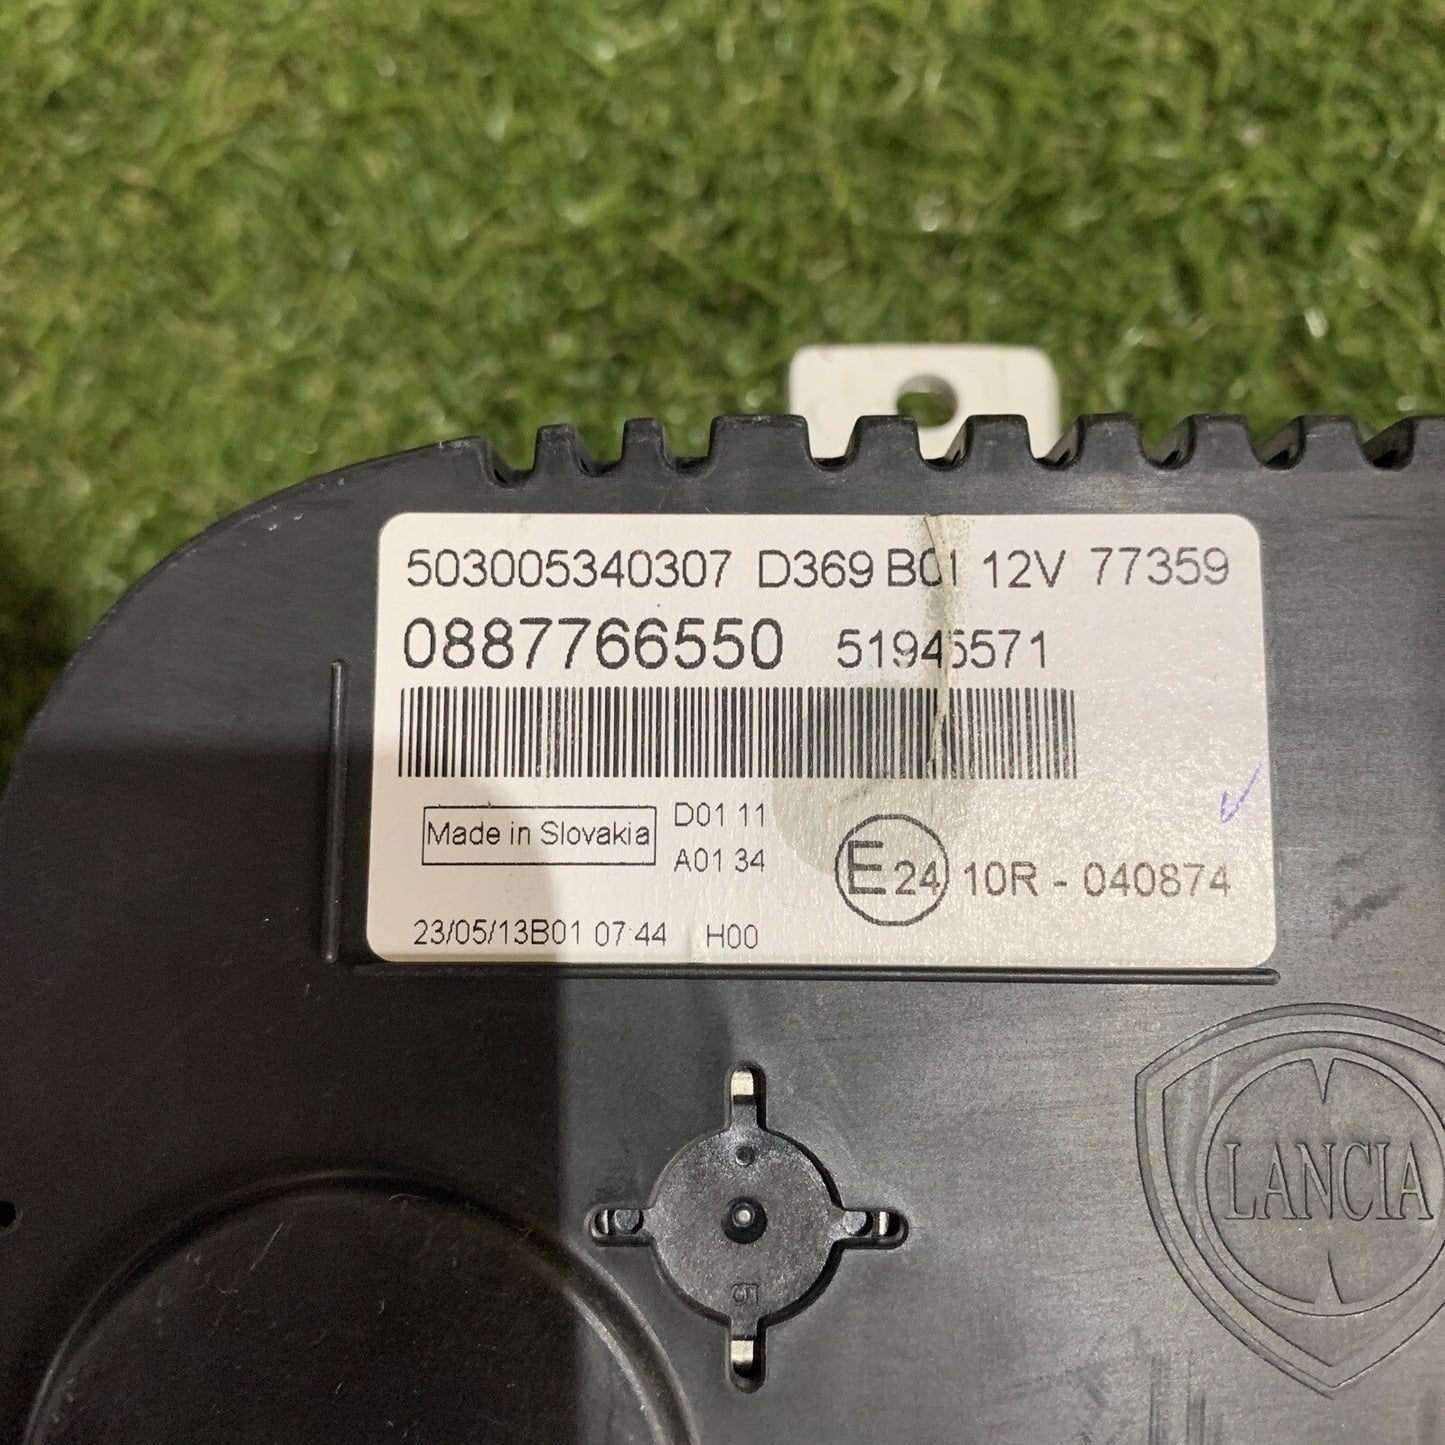 503005340307 D369 B01 12V 77359
0887766550 51945571
Made in Slovakia D01 11
A01 34
E 24 10R - 040874
23/05/13B01 07:44 H00
LANCIA